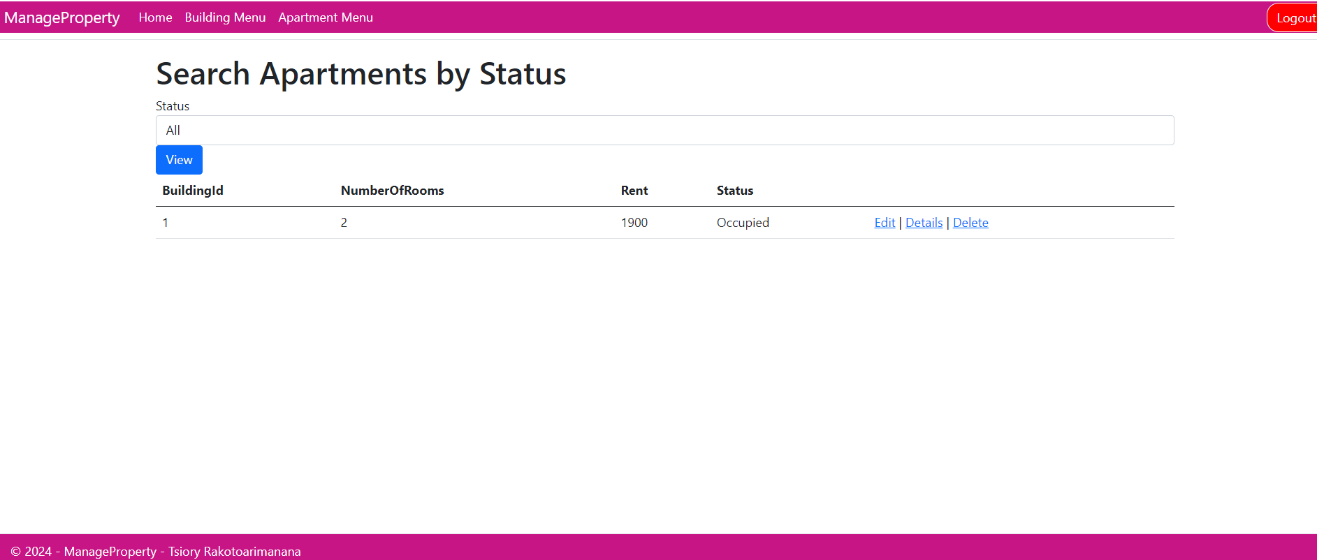 ManageProperty Home Building Menu Apartment Menu Logout
Search Apartments by Status
Status
All
View
BuildingId NumberOfRooms Rent Status
1 2 1900 Occupied Edit | Details | Delete
© 2024 - ManageProperty - Tsiory Rakotoarimanana